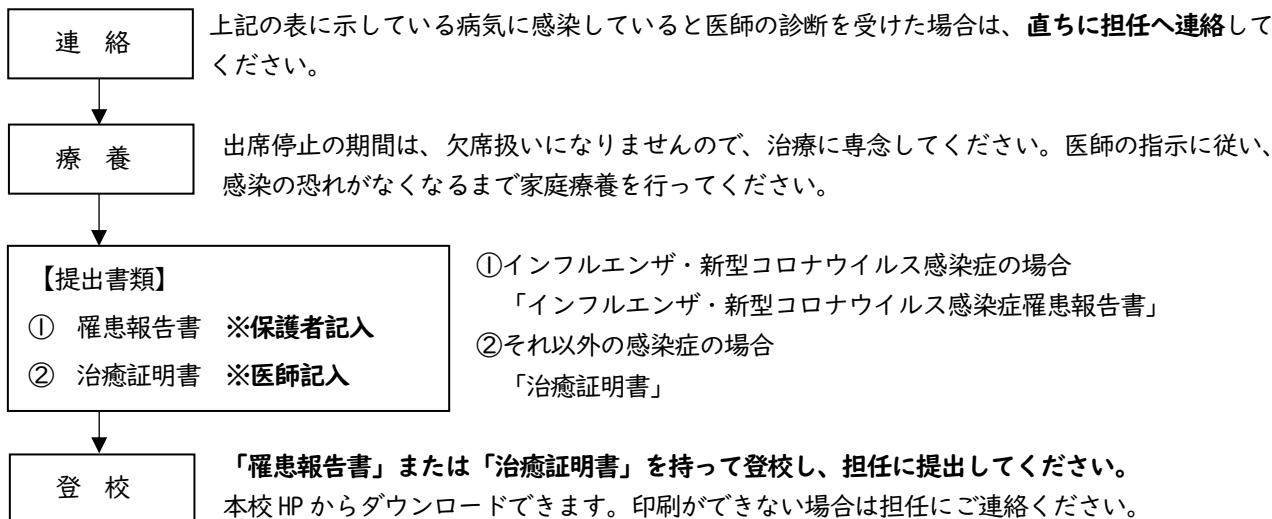 連　絡
上記の表に示している病気に感染していると医師の診断を受けた場合は、直ちに担任へ連絡して
ください。
療　養
出席停止の期間は、欠席扱いになりませんので、治療に専念してください。医師の指示に従い、
感染の恐れがなくなるまで家庭療養を行ってください。
【提出書類】
①　罹患報告書　※保護者記入
②　治癒証明書　※医師記入
①インフルエンザ・新型コロナウイルス感染症の場合
「インフルエンザ・新型コロナウイルス感染症罹患報告書」
②それ以外の感染症の場合
「治癒証明書」
登　校
「罹患報告書」または「治癒証明書」を持って登校し、担任に提出してください。
本校 HP からダウンロードできます。印刷ができない場合は担任にご連絡ください。